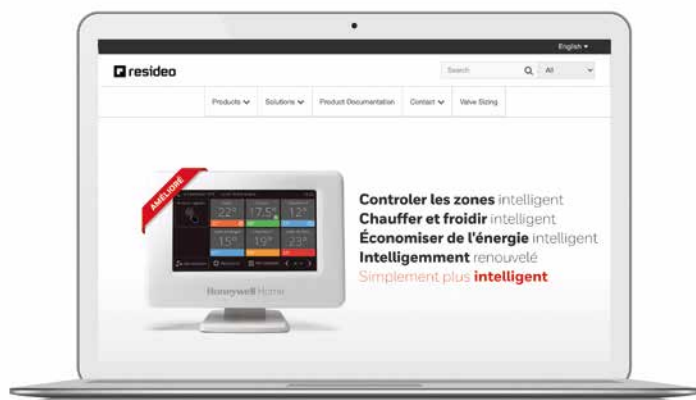 English
resideo
Search
All
Products
Solutions
Product Documentation
Contact
Valve Sizing
AMÉLIORÉ
22°
17.5°
12°
15°
19°
23°
Honeywell Home
Controler les zones intelligent
Chauffer et froidir intelligent
Économiser de l'énergie intelligent
Intelligemment renouvelé
Simplement plus intelligent